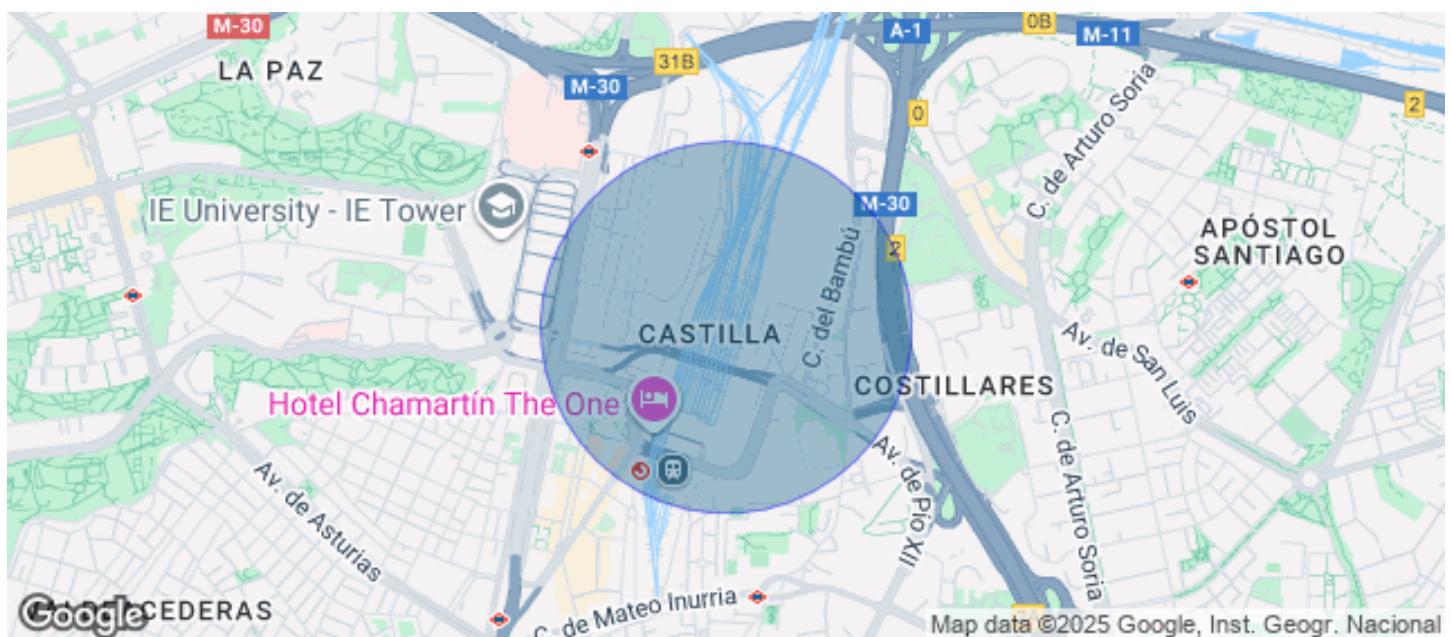 M-30
LA PAZ
31B
M-30
A-1
0B
M-11
0
2
C. de Arturo Soria
IE University - IE Tower
M-30
2
APÓSTOL
SANTIAGO
C. del Bambú
CASTILLA
Av. de San Luis
COSTILLARES
Hotel Chamartín The One
C. de Arturo Soria
Av. de Pío XII
Av. de Asturias
C. de Mateo Inurria
Google
CEDERAS
Map data ©2025 Google, Inst. Geogr. Nacional